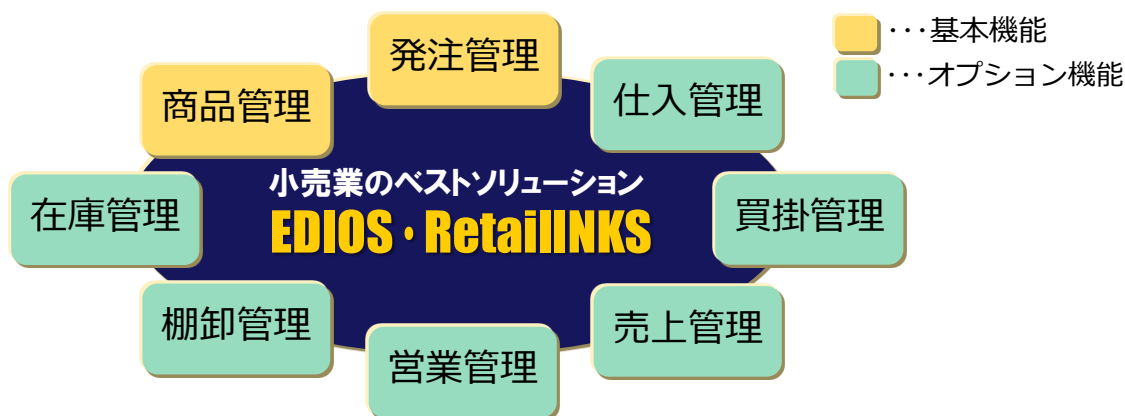 発注管理
・・・基本機能
・・・オプション機能
商品管理
仕入管理
在庫管理
小売業のベストソリューション
EDIOS・RetailINKS
買掛管理
棚卸管理
売上管理
営業管理